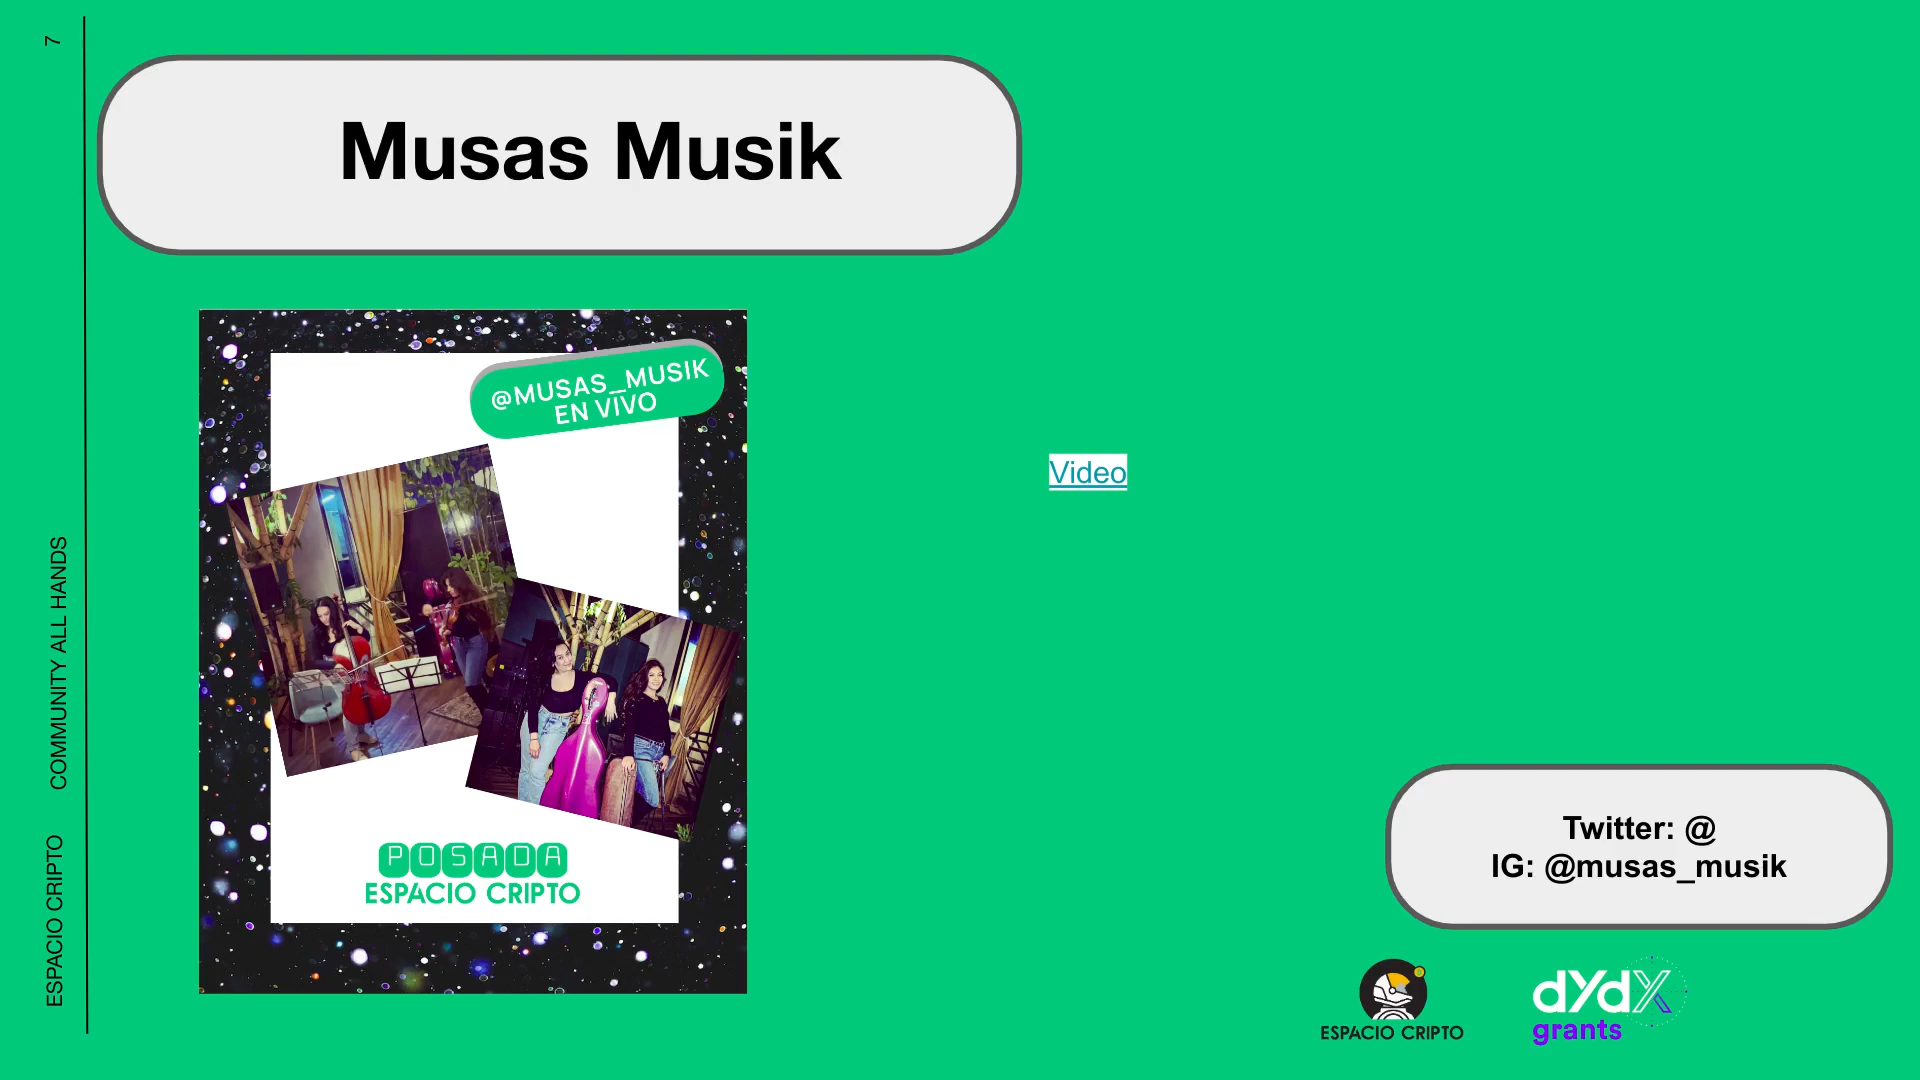 7
Musas Musik
@MUSAS_MUSIK
EN VIVO
POSADA
ESPACIO CRIPTO
Video
Twitter: @
IG: @musas_musik
ESPACIO CRIPTO
dYdX
grants
ESPACIO CRIPTO
COMMUNITY ALL HANDS